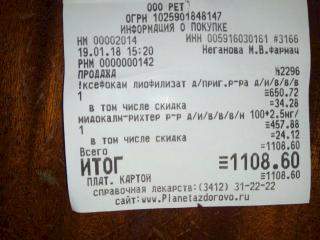 ООО РЕТ
ОГРН 1025901848147
ИНФОРМАЦИЯ О ПОКУПКЕ
НМ 00002014 ИНН 005916030161 #3166
19.01.18 15:20 Неганова М.В.Фармац
РНМ 0000000142
ПРОДАЖА №2296
!ксефокам лиофилизат д/приг.р-ра д/и/в/в/в
1 ≡650.72
в том числе скидка =34.28
мидокалм-рихтер р-р д/и/в/в/в/м 100*2.5мг/
1 ≡457.88
в том числе скидка =24.12
Всего ≡1108.60
ИТОГ ≡1108.60
ПЛАТ. КАРТОЙ ≡1108.60
справочная лекарств:(3412) 31-22-22
сайт:www.Planetazdorovo.ru